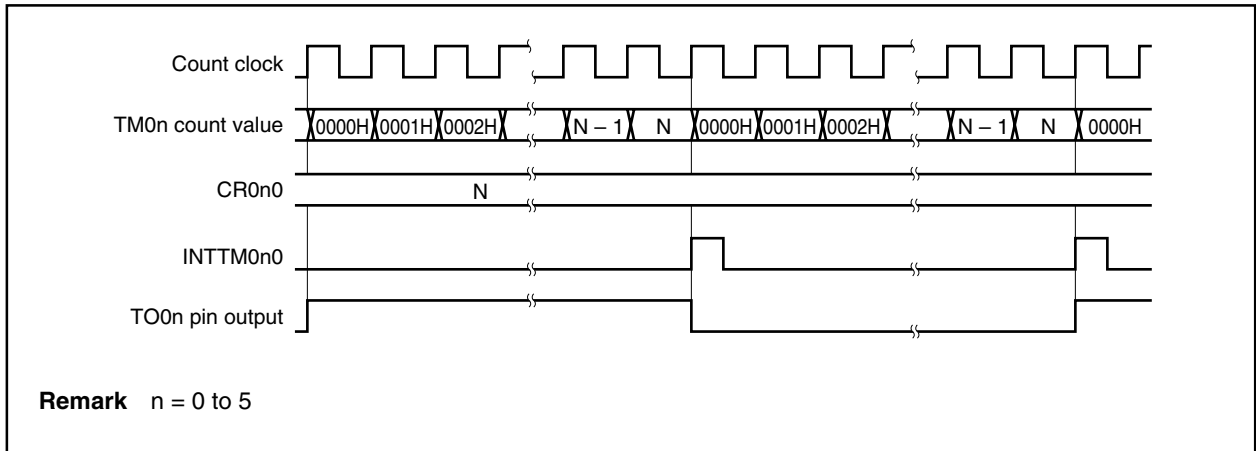 Count clock
TM0n count value 0000H 0001H 0002H N – 1 N 0000H 0001H 0002H N – 1 N 0000H
CR0n0 N
INTTM0n0
TO0n pin output
Remark n = 0 to 5